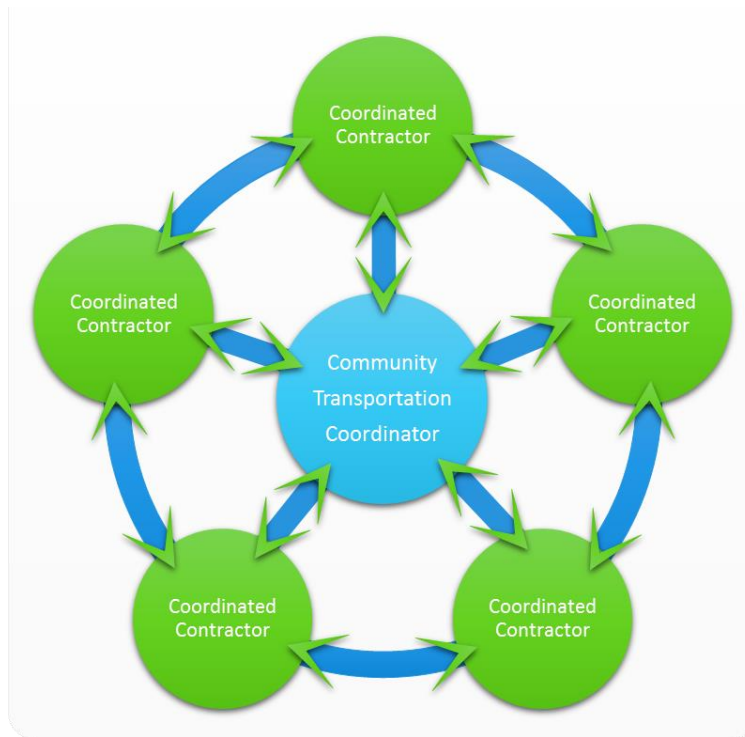 Coordinated
Contractor
Coordinated
Contractor
Coordinated
Contractor
Community
Transportation
Coordinator
Coordinated
Contractor
Coordinated
Contractor